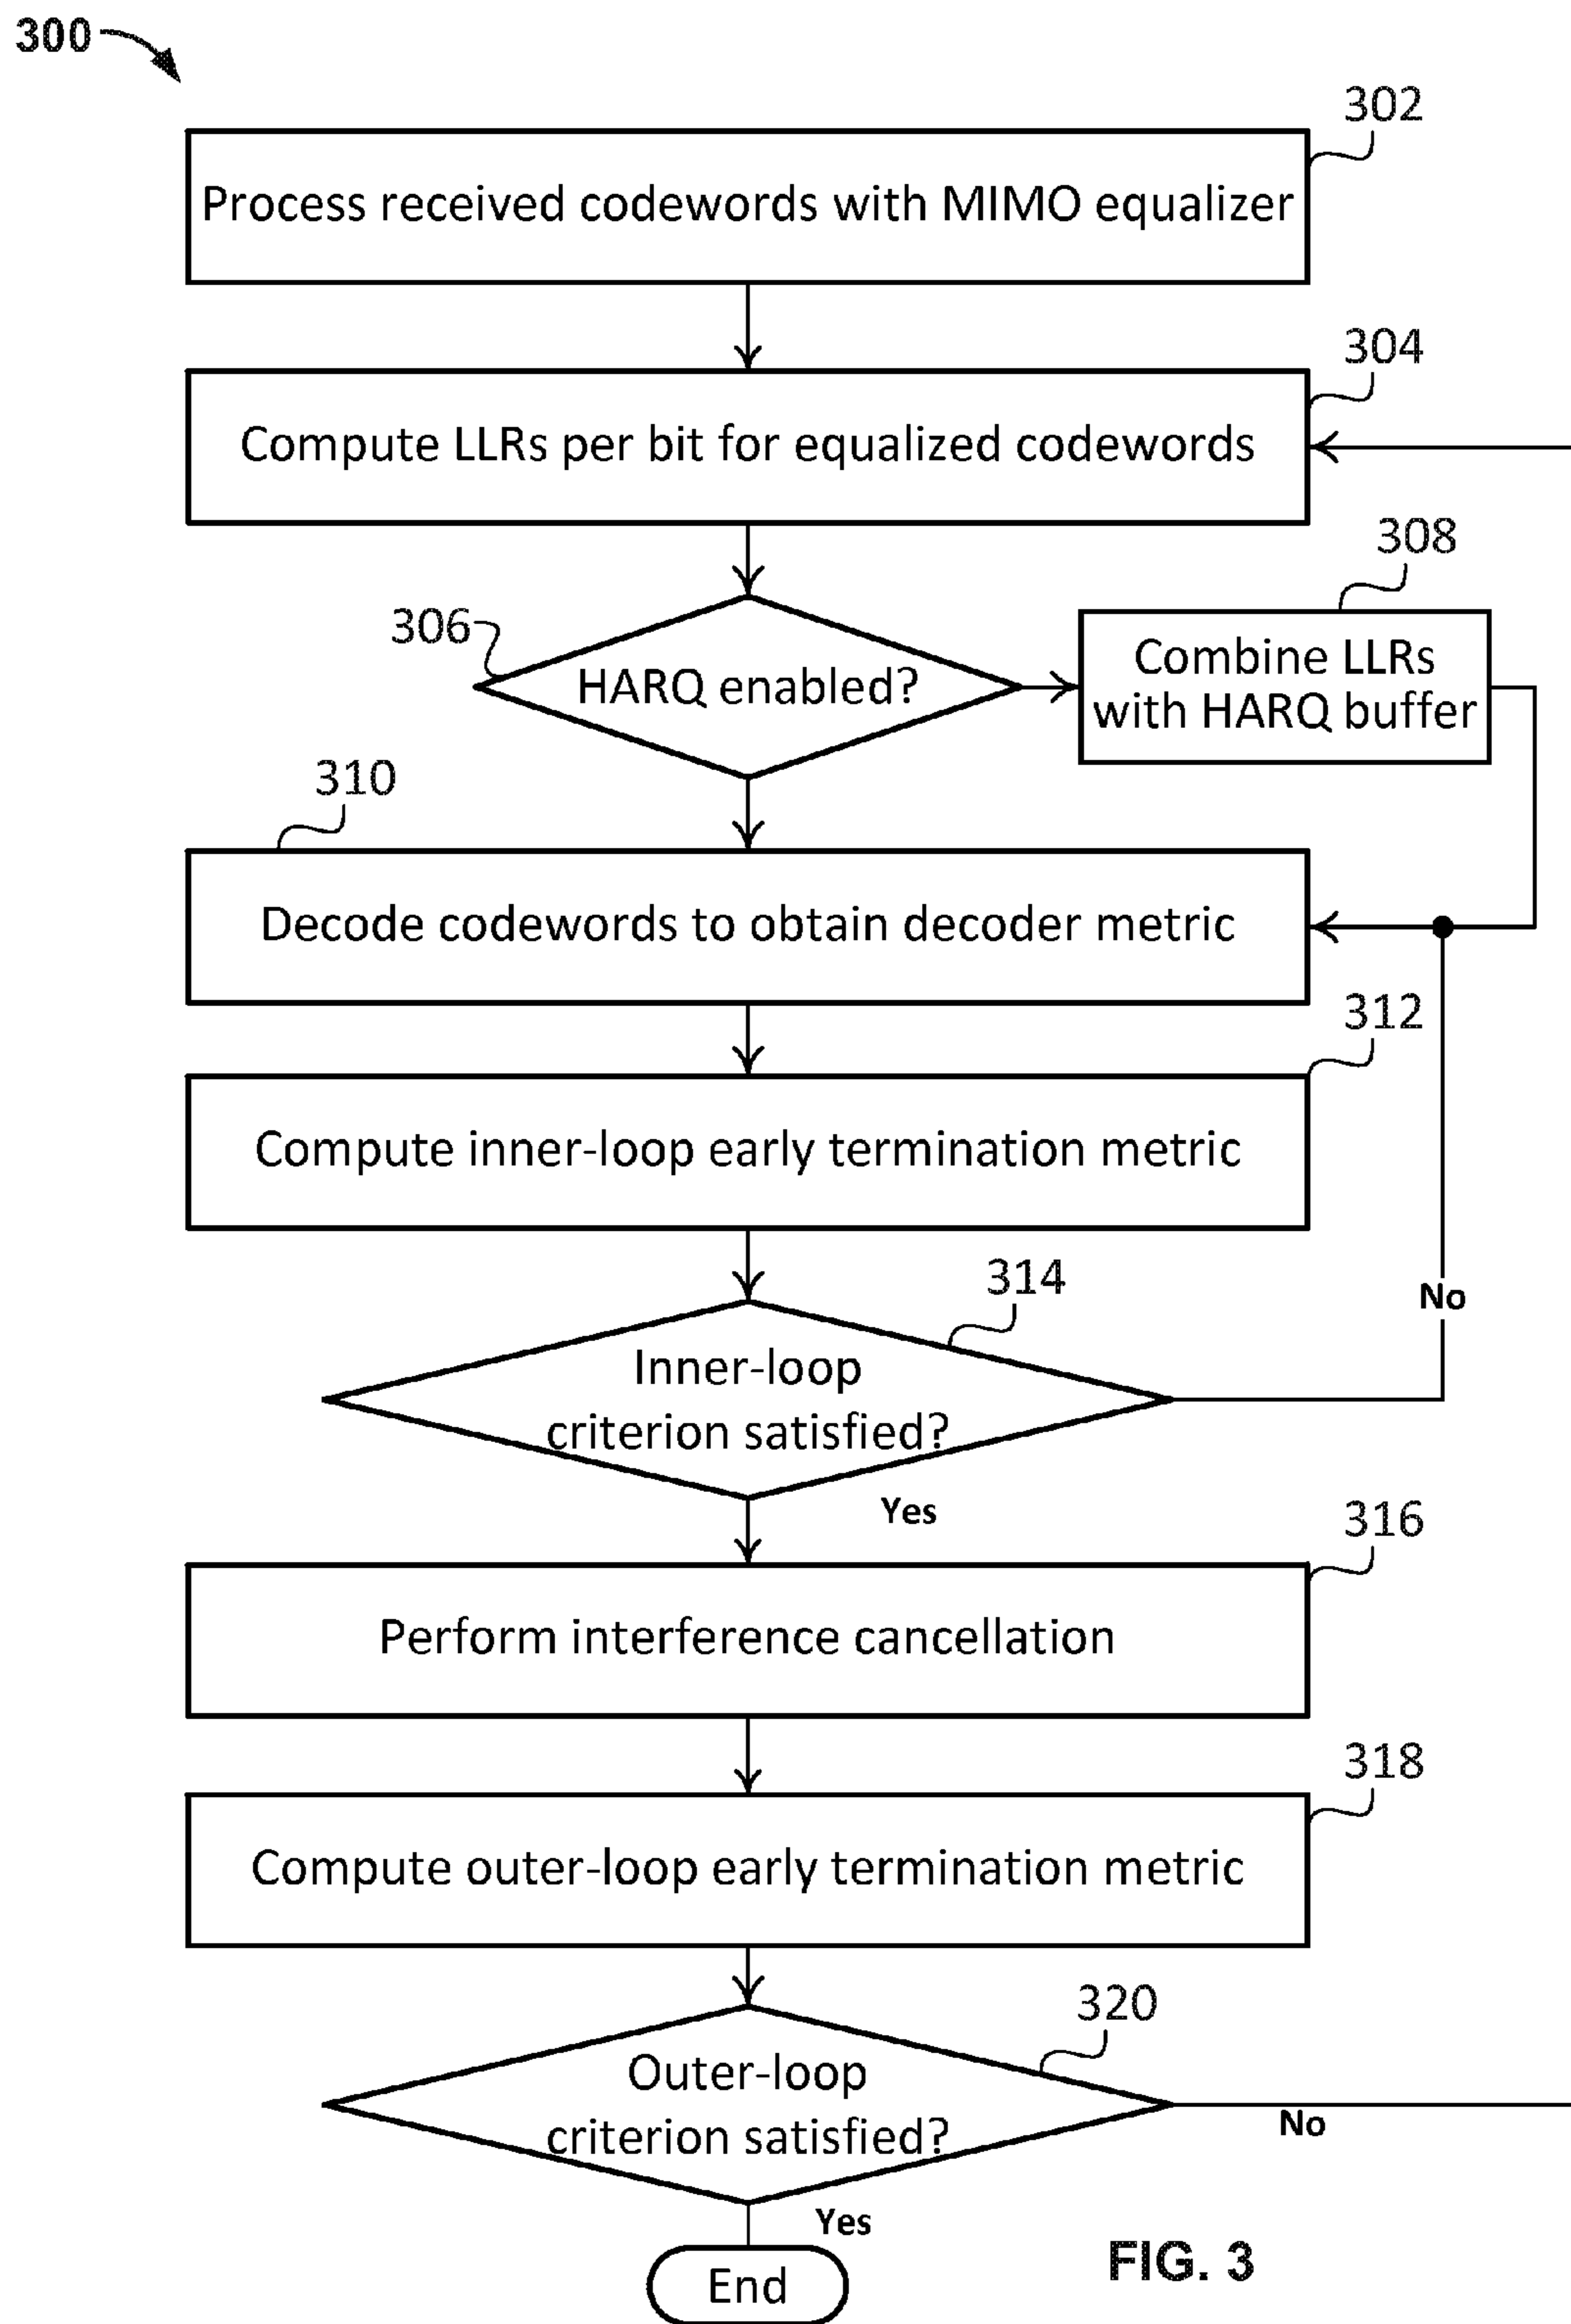 300
302
Process received codewords with MIMO equalizer
304
Compute LLRs per bit for equalized codewords
308
306
HARQ enabled?
Combine LLRs
with HARQ buffer
310
Decode codewords to obtain decoder metric
312
Compute inner-loop early termination metric
314
No
Inner-loop
criterion satisfied?
Yes
316
Perform interference cancellation
318
Compute outer-loop early termination metric
320
Outer-loop
criterion satisfied?
No
Yes
End
FIG. 3